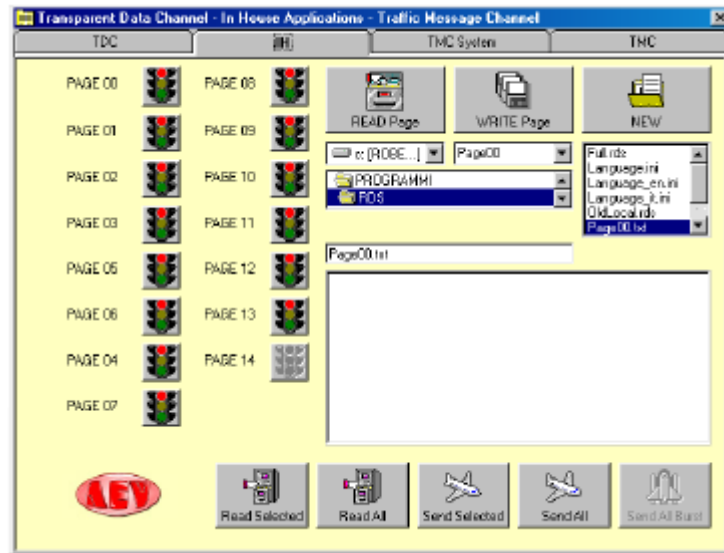 Transparent Data Channel - In House Applications - Traffic Message Channel
TDC IH TMC System TMC
PAGE 00 PAGE 08
PAGE 01 PAGE 09
PAGE 02 PAGE 10
PAGE 03 PAGE 11
PAGE 05 PAGE 12
PAGE 06 PAGE 13
PAGE 04 PAGE 14
PAGE 07
READ Page WRITE Page NEW
c: [ROBE...] Page00
PROGRAMMI
RDS
Full.rds
Language.ini
Language_en.ini
Language_it.ini
OldLocal.rds
Page00.txt
Page00.txt
AEV
Read Selected Read All Send Selected Send All Send All Burst